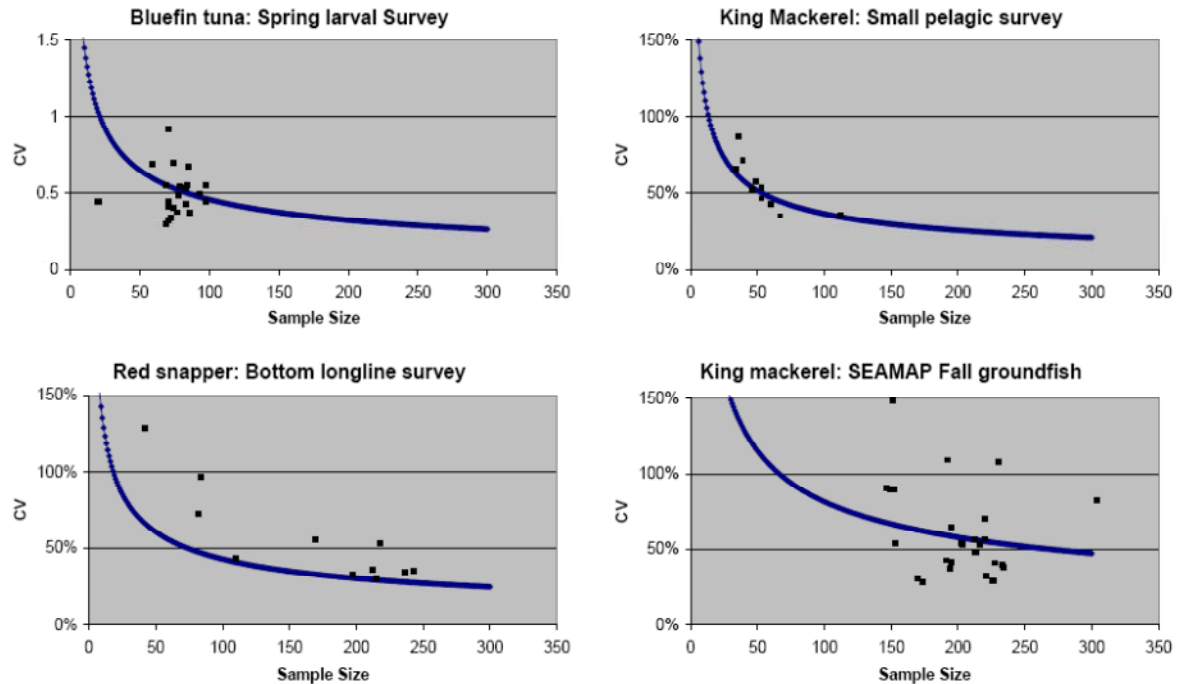 Bluefin tuna: Spring larval Survey
1.5
1
0.5
0
CV
0 50 100 150 200 250 300 350
Sample Size
King Mackerel: Small pelagic survey
150%
100%
50%
0%
CV
0 50 100 150 200 250 300 350
Sample Size
Red snapper: Bottom longline survey
150%
100%
50%
0%
CV
0 50 100 150 200 250 300 350
Sample Size
King mackerel: SEAMAP Fall groundfish
150%
100%
50%
0%
CV
0 50 100 150 200 250 300 350
Sample Size